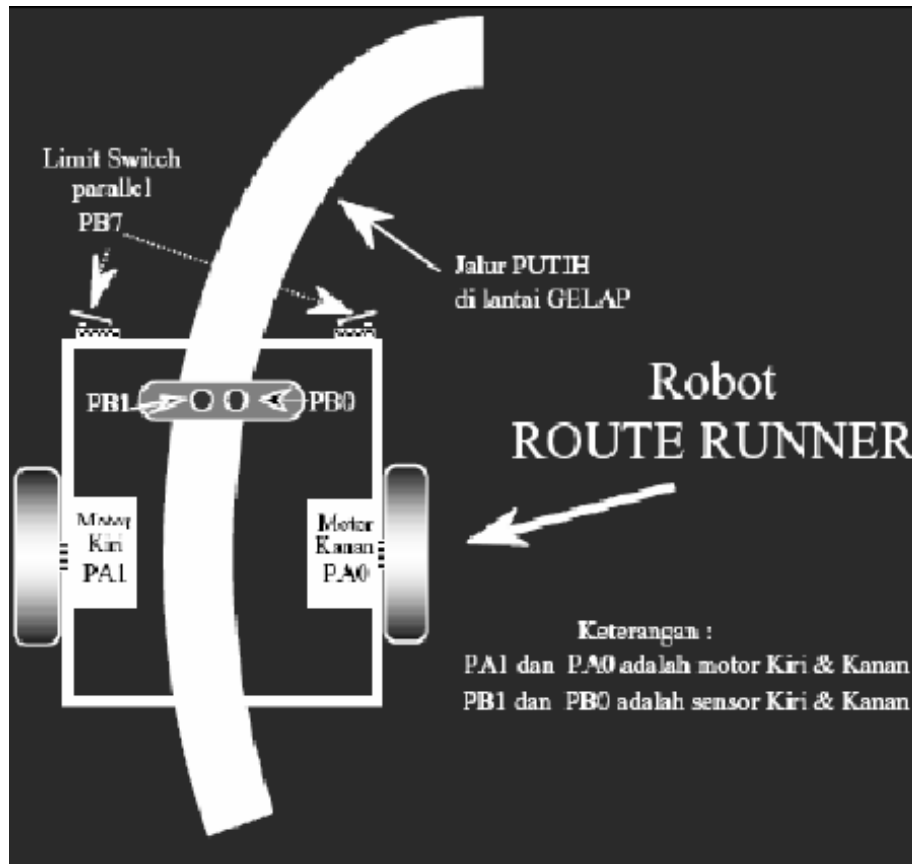 Limit Switch
parallel
PB7
Jalur PUTIH
di lantai GELAP
PB1
PB0
Robot
ROUTE RUNNER
Motor
Kiri
PA1
Motor
Kanan
PA0
Keterangan :
PA1 dan PA0 adalah motor Kiri & Kanan
PB1 dan PB0 adalah sensor Kiri & Kanan